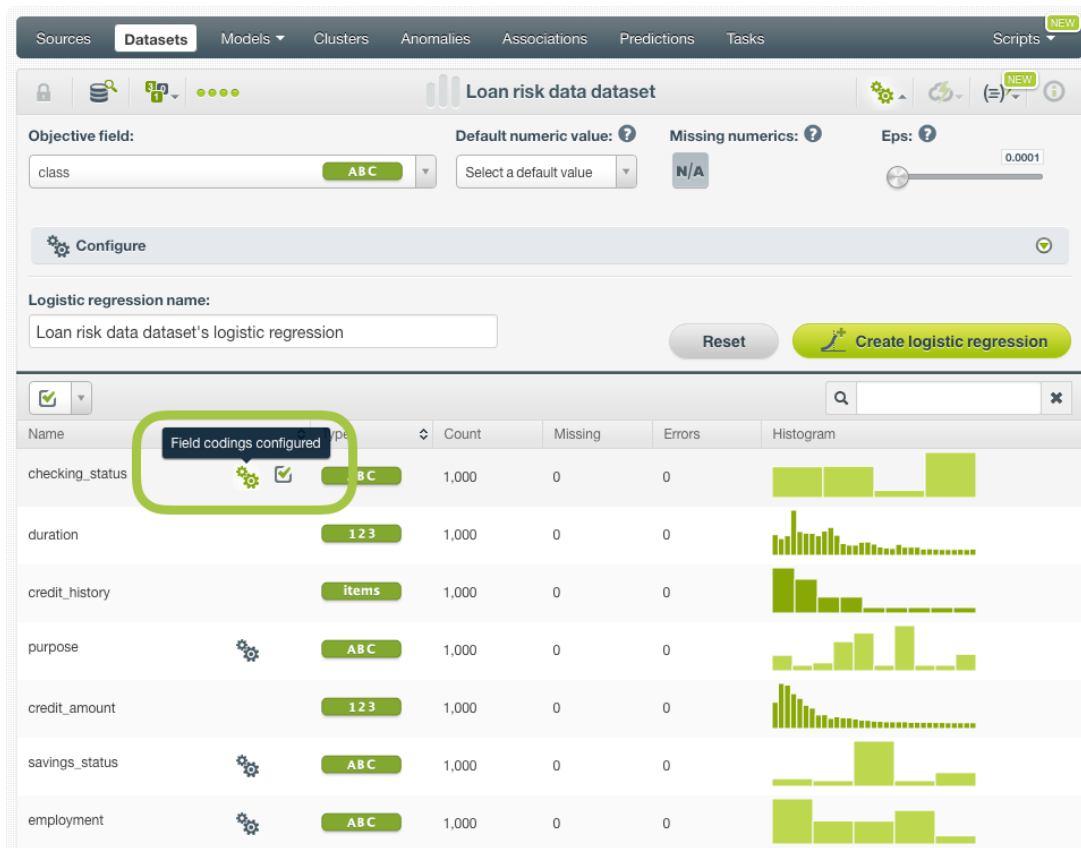 NEW
Sources Datasets Models Clusters Anomalies Associations Predictions Tasks Scripts
NEW
Loan risk data dataset (=)
Objective field: Default numeric value: ? Missing numerics: ? Eps: ?
0.0001
class ABC Select a default value N/A
Configure
Logistic regression name:
Loan risk data dataset's logistic regression
Reset Create logistic regression
Name Type Count Missing Errors Histogram
Field codings configured
checking_status ABC 1,000 0 0
duration 123 1,000 0 0
credit_history items 1,000 0 0
purpose ABC 1,000 0 0
credit_amount 123 1,000 0 0
savings_status ABC 1,000 0 0
employment ABC 1,000 0 0